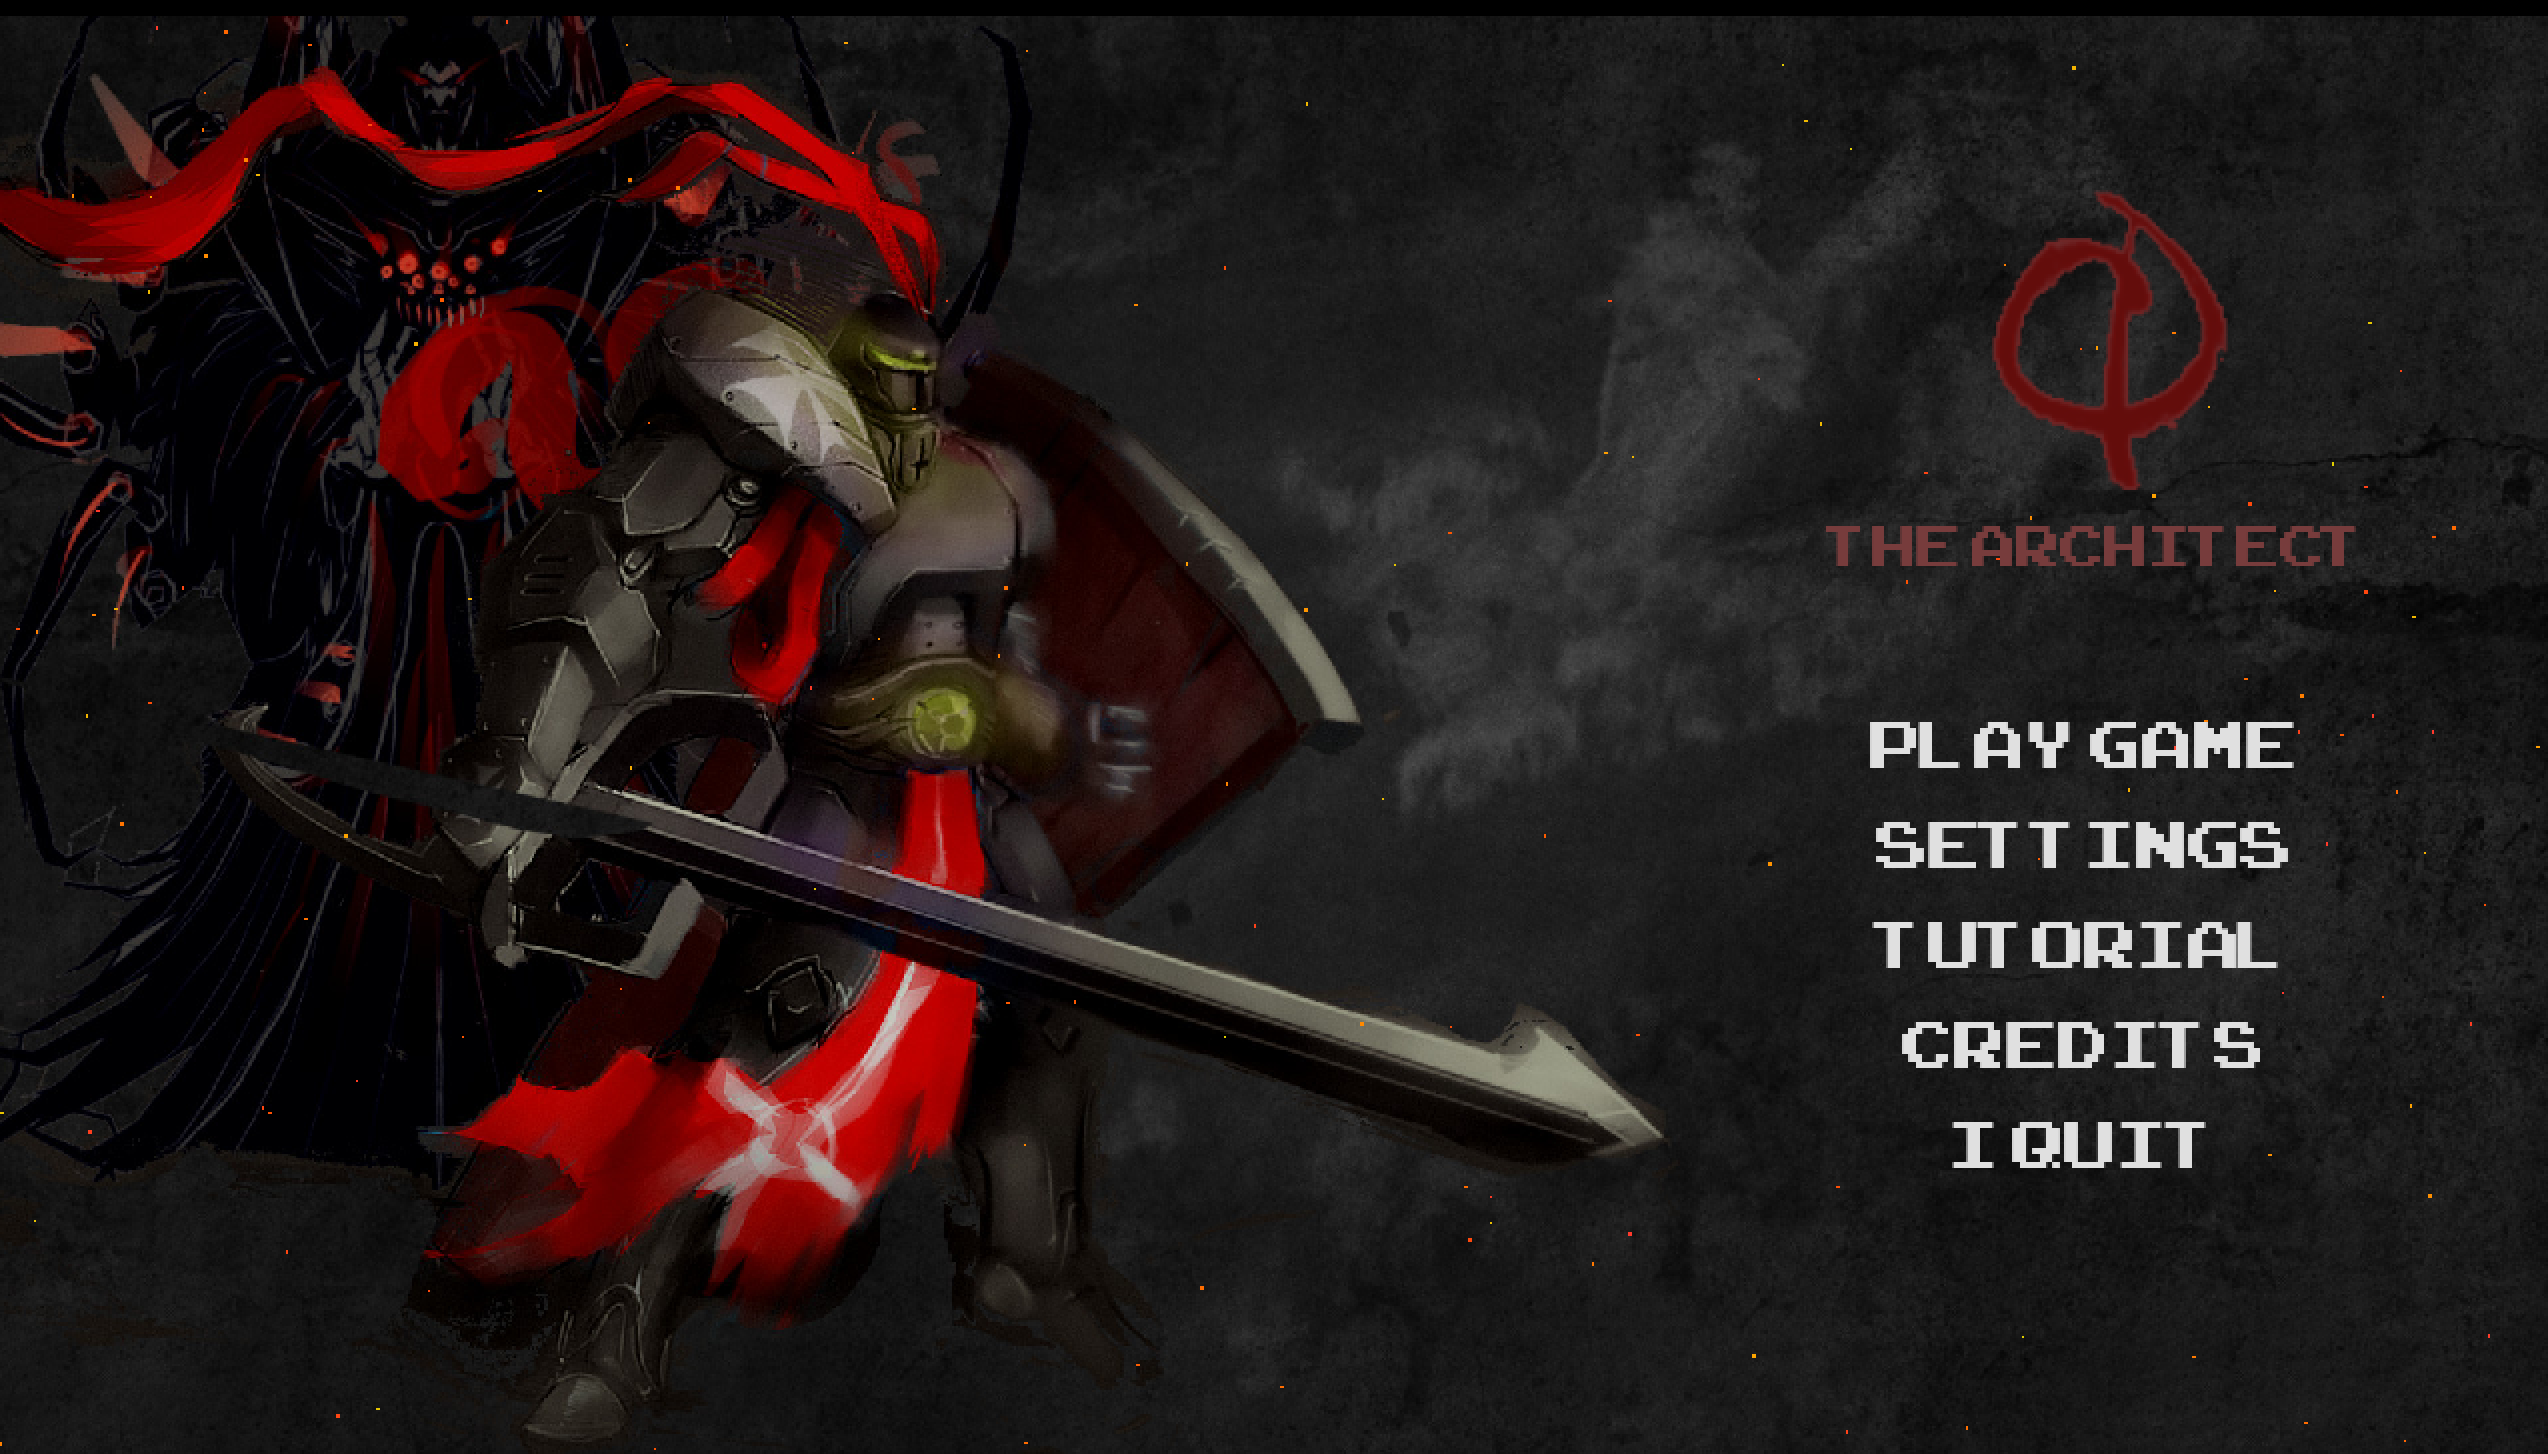 THE ARCHITECT
PLAY GAME
SETTINGS
TUTORIAL
CREDITS
I QUIT